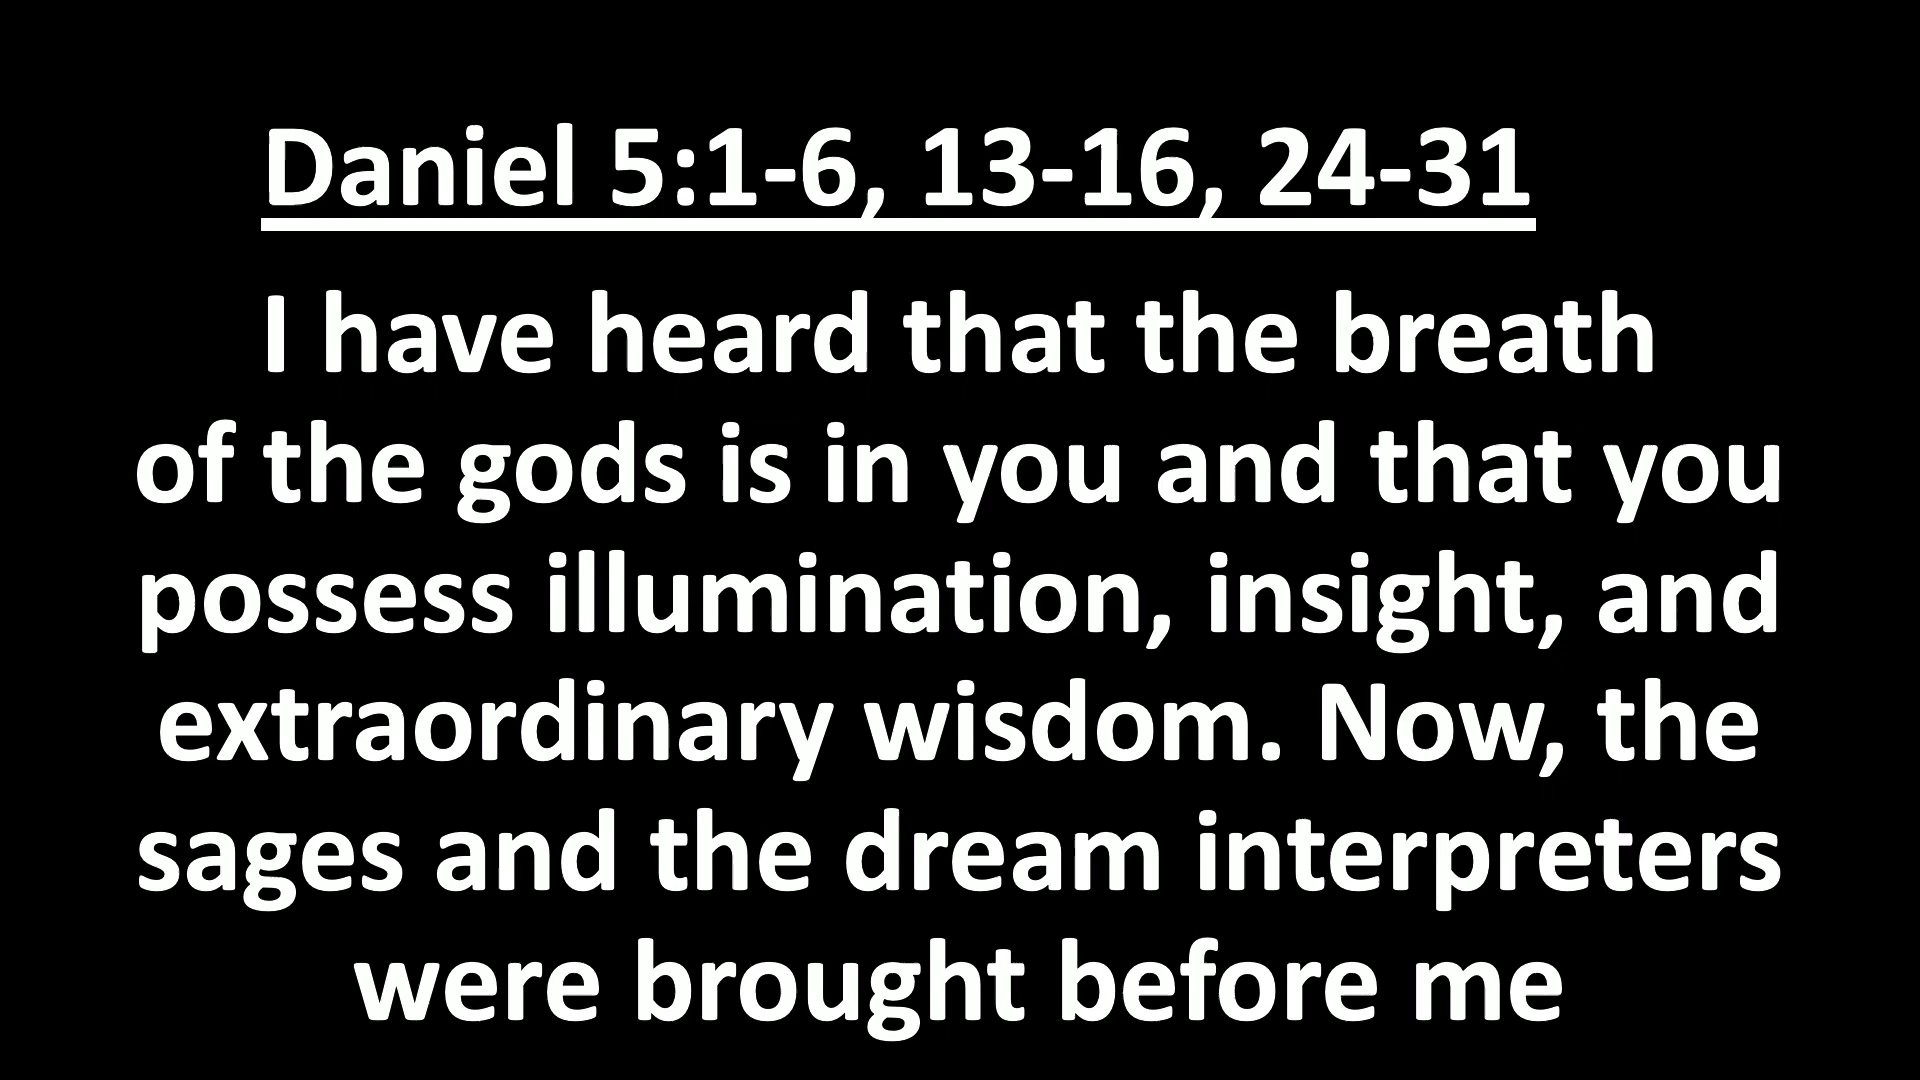 Daniel 5:1-6, 13-16, 24-31
I have heard that the breath
of the gods is in you and that you
possess illumination, insight, and
extraordinary wisdom. Now, the
sages and the dream interpreters
were brought before me